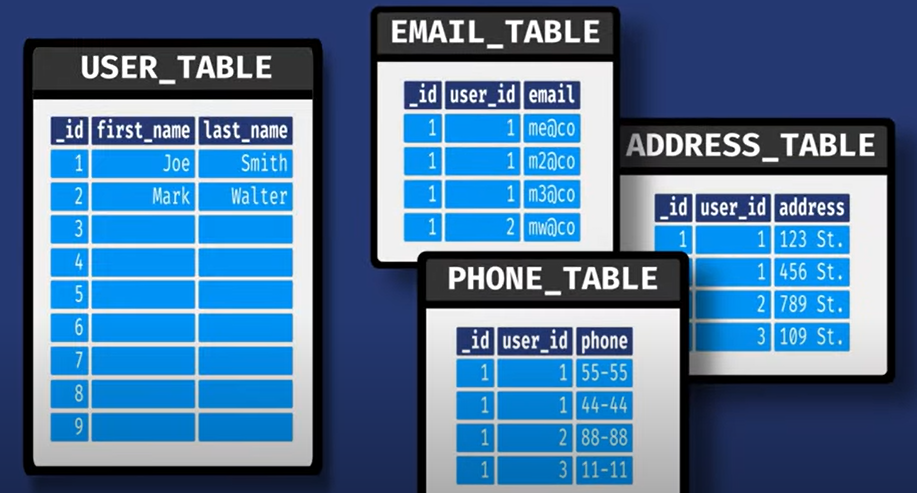 USER_TABLE
_id first_name last_name
1 Joe Smith
2 Mark Walter
3
4
5
6
7
8
9
EMAIL_TABLE
_id user_id email
1 1 me@co
1 1 m2@co
1 1 m3@co
1 2 mw@co
ADDRESS_TABLE
_id user_id address
1 1 123 St.
1 456 St.
2 789 St.
3 109 St.
PHONE_TABLE
_id user_id phone
1 1 55-55
1 1 44-44
1 2 88-88
1 3 11-11